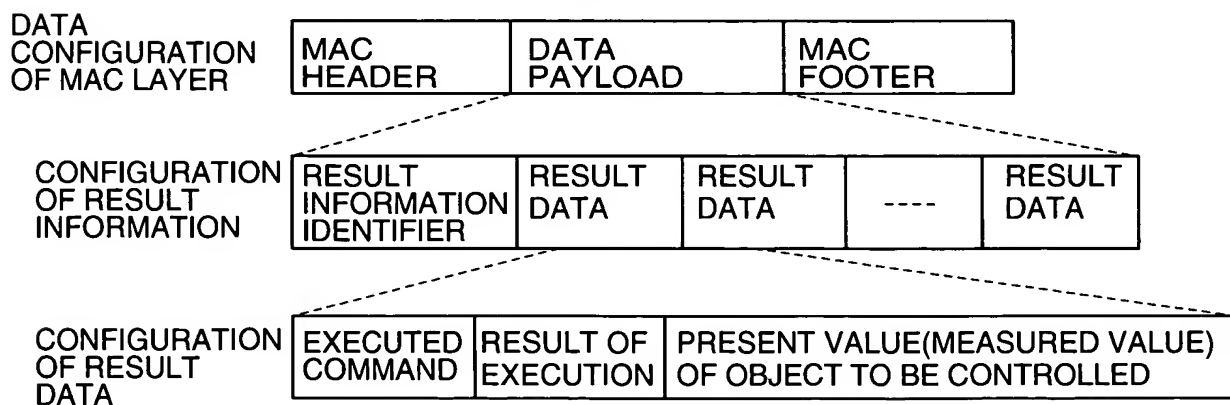 DATA
CONFIGURATION
OF MAC LAYER
MAC
HEADER
DATA
PAYLOAD
MAC
FOOTER
CONFIGURATION
OF RESULT
INFORMATION
RESULT
INFORMATION
IDENTIFIER
RESULT
DATA
RESULT
DATA
----
RESULT
DATA
CONFIGURATION
OF RESULT
DATA
EXECUTED
COMMAND
RESULT OF
EXECUTION
PRESENT VALUE(MEASURED VALUE)
OF OBJECT TO BE CONTROLLED